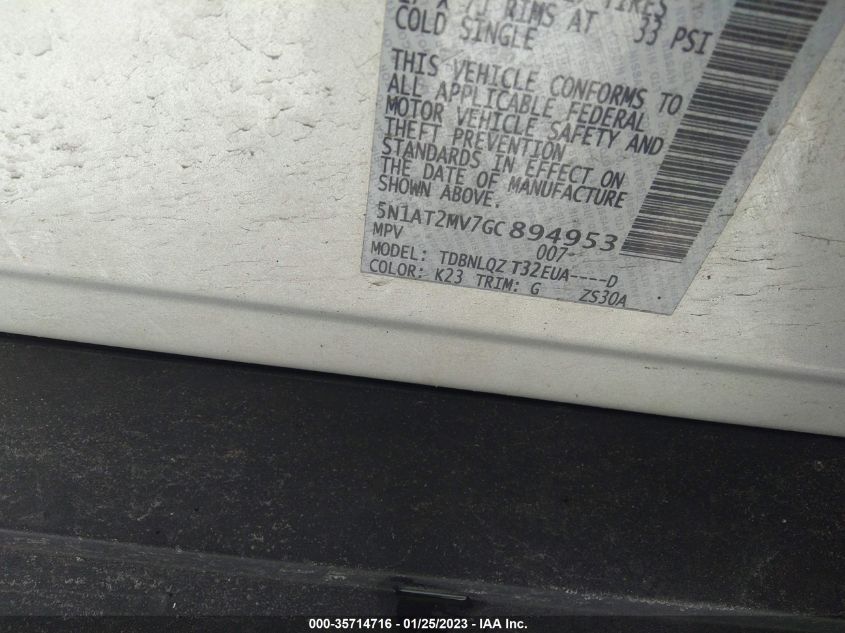 X 7J RIMS AT 33 PSI
COLD SINGLE
THIS VEHICLE CONFORMS TO
ALL APPLICABLE FEDERAL
MOTOR VEHICLE SAFETY AND
THEFT PREVENTION
STANDARDS IN EFFECT ON
THE DATE OF MANUFACTURE
SHOWN ABOVE.
5N1AT2MV7GC894953
MPV 007-
MODEL: TDBNLQZ T32EUA----D
COLOR: K23 TRIM: G ZS30A
000-35714716 - 01/25/2023 - IAA Inc.